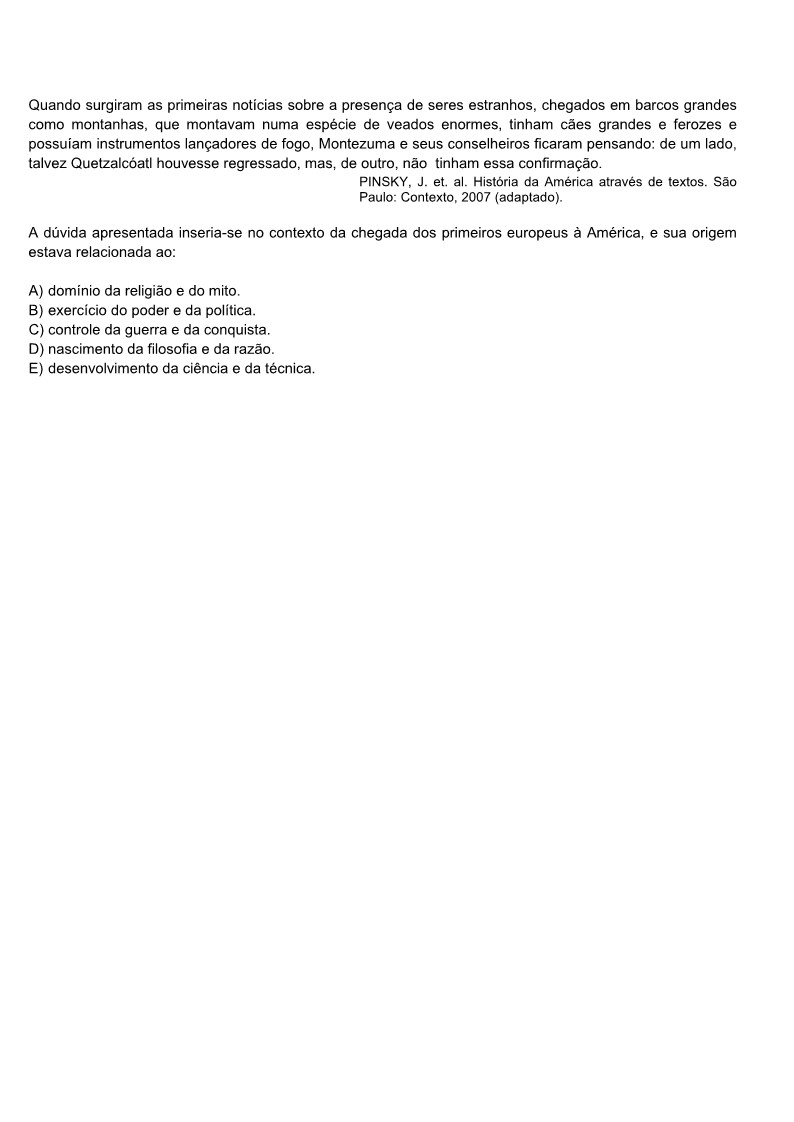 Quando surgiram as primeiras notícias sobre a presença de seres estranhos, chegados em barcos grandes
como montanhas, que montavam numa espécie de veados enormes, tinham cães grandes e ferozes e
possuíam instrumentos lançadores de fogo, Montezuma e seus conselheiros ficaram pensando: de um lado,
talvez Quetzalcóatl houvesse regressado, mas, de outro, não tinham essa confirmação.
PINSKY, J. et. al. História da América através de textos. São
Paulo: Contexto, 2007 (adaptado).
A dúvida apresentada inseria-se no contexto da chegada dos primeiros europeus à América, e sua origem
estava relacionada ao:
A) domínio da religião e do mito.
B) exercício do poder e da política.
C) controle da guerra e da conquista.
D) nascimento da filosofia e da razão.
E) desenvolvimento da ciência e da técnica.